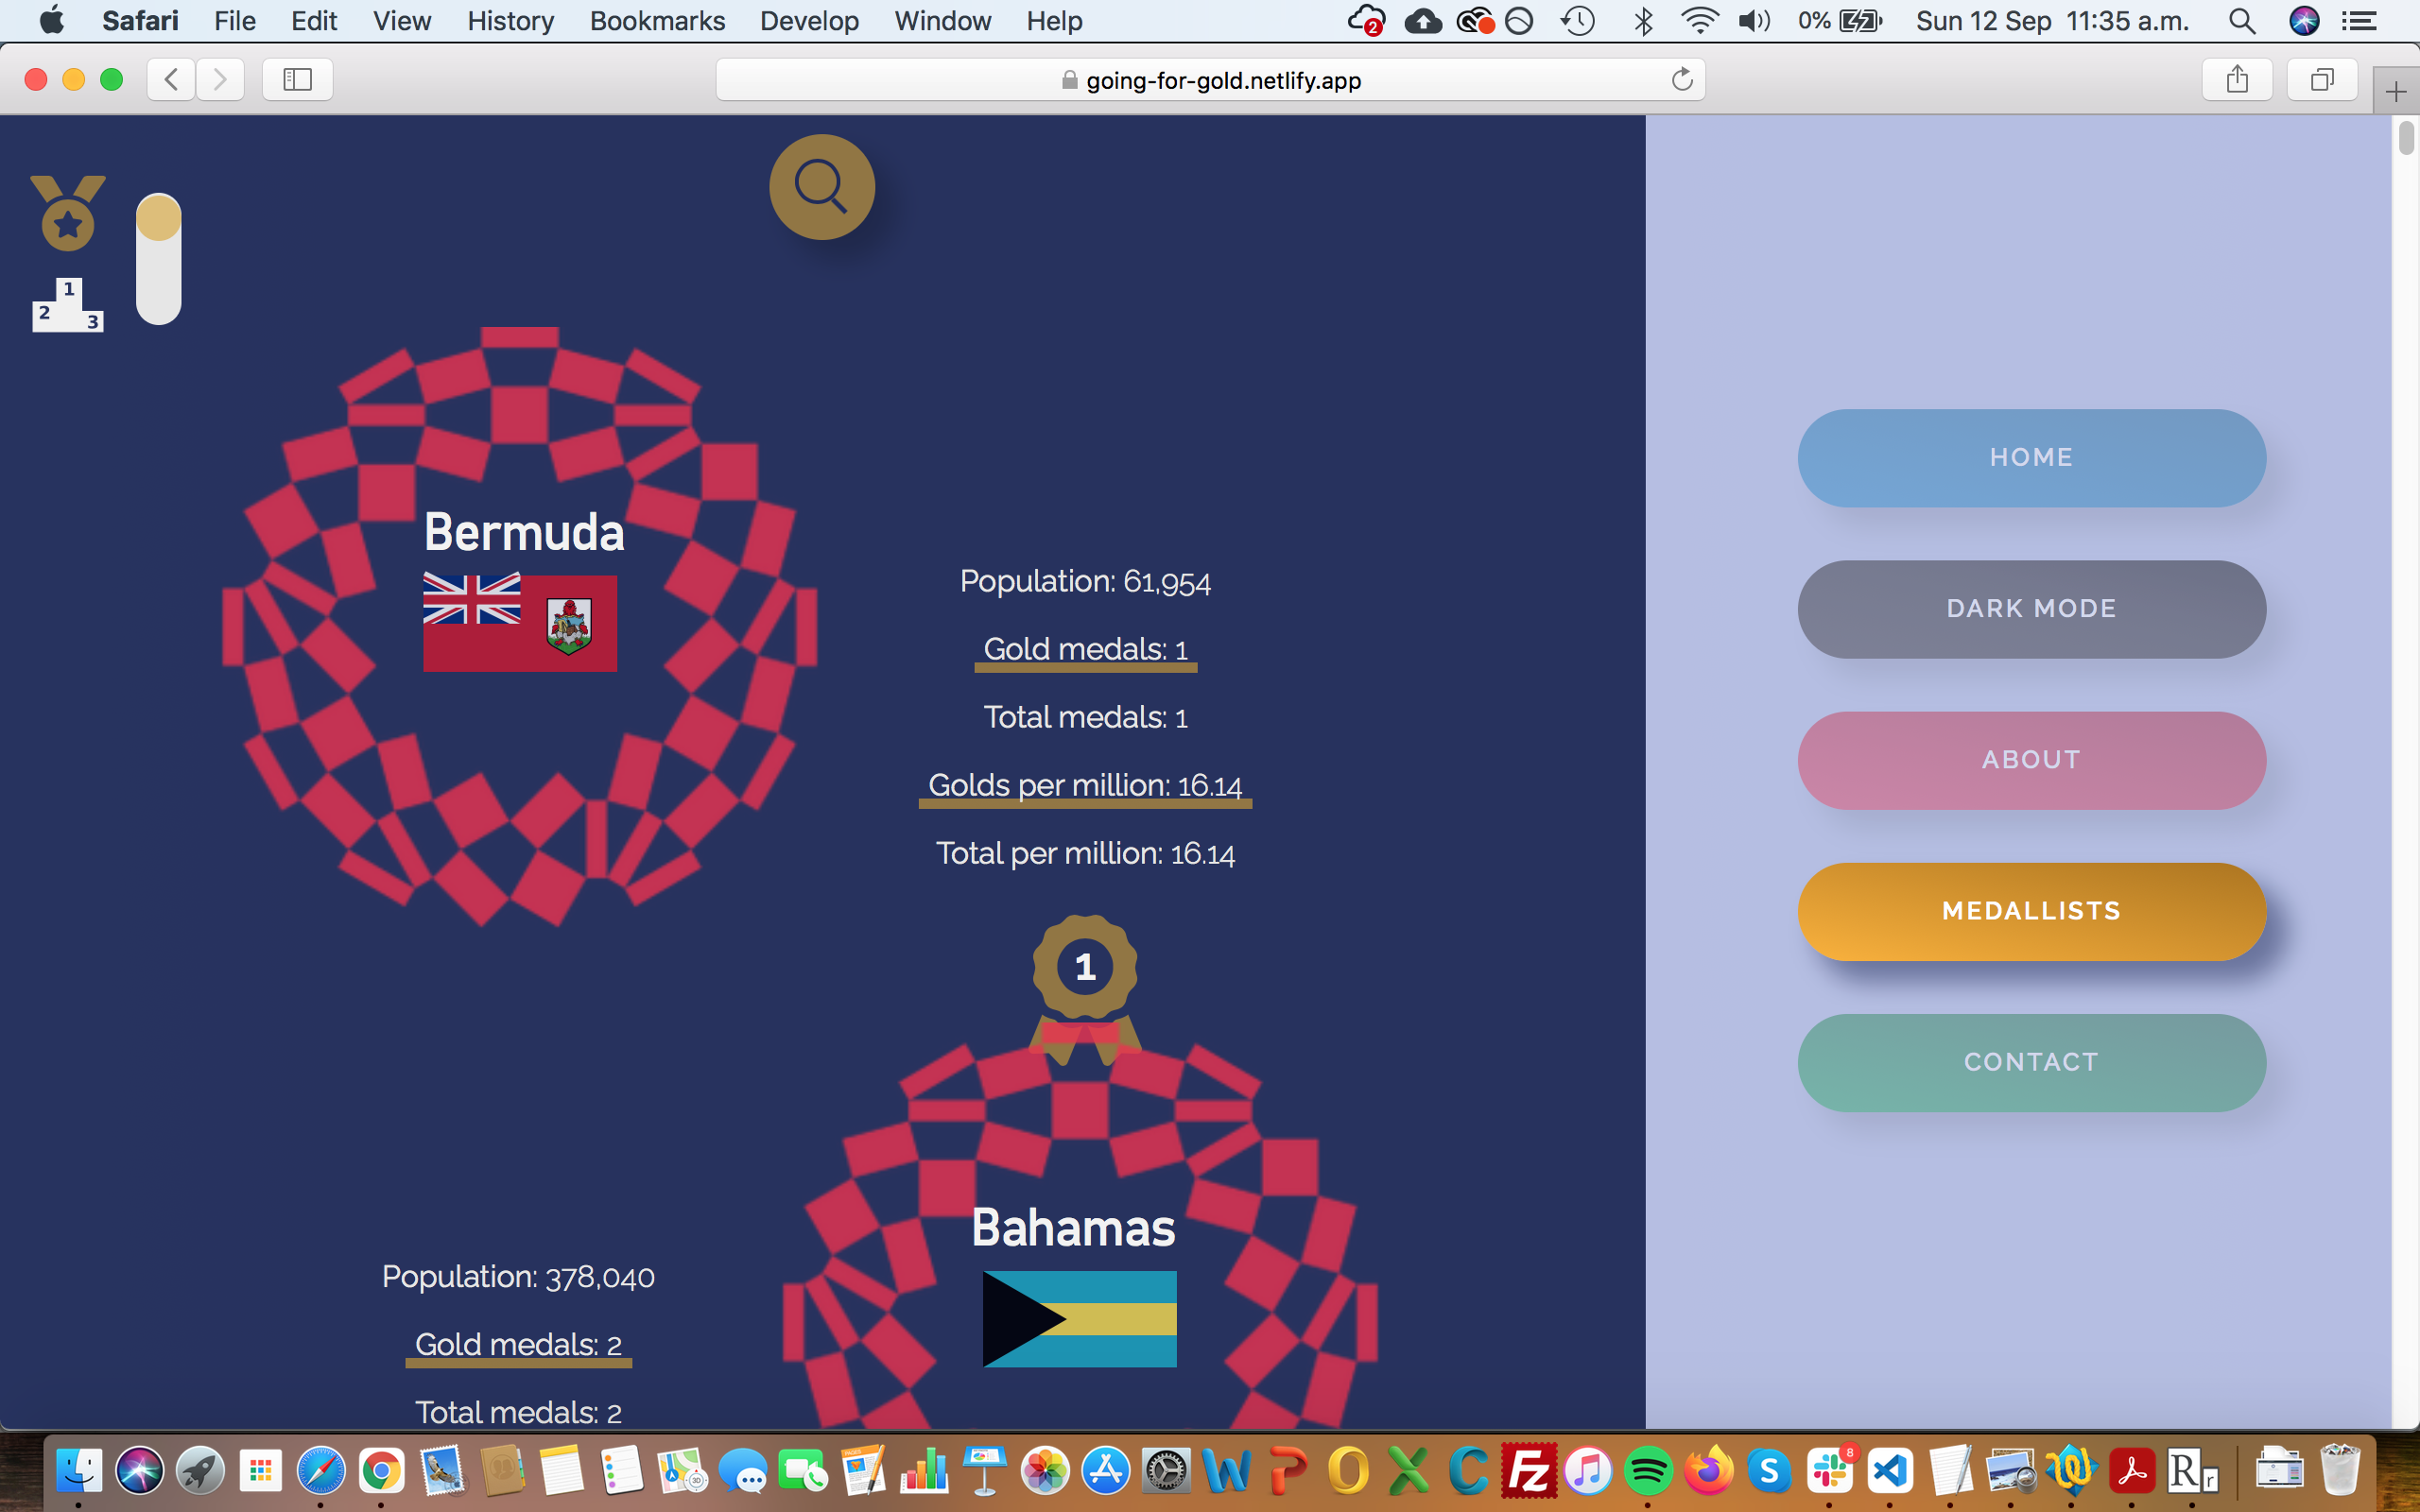 Safari File Edit View History Bookmarks Develop Window Help 2 0% Sun 12 Sep 11:35 a.m.
going-for-gold.netlify.app
1
2
3
Bermuda
Population: 61,954
Gold medals: 1
Total medals: 1
Golds per million: 16.14
Total per million: 16.14
1
Bahamas
Population: 378,040
Gold medals: 2
Total medals: 2
HOME
DARK MODE
ABOUT
MEDALLISTS
CONTACT
W P O X C Fz S 8 R r